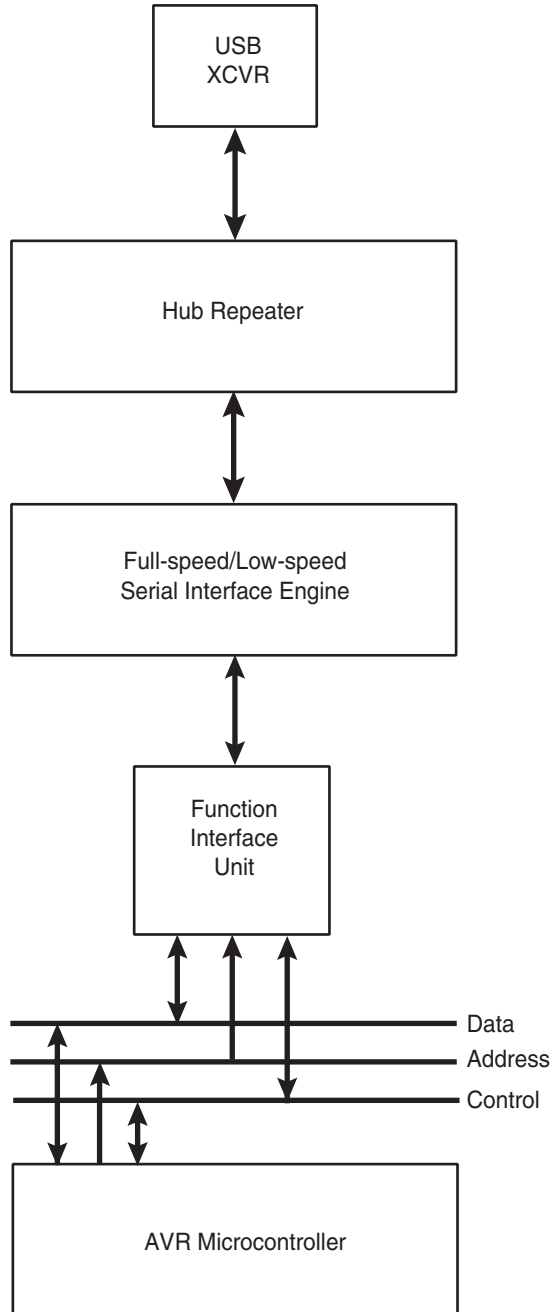 USB
XCVR
Hub Repeater
Full-speed/Low-speed
Serial Interface Engine
Function
Interface
Unit
Data
Address
Control
AVR Microcontroller